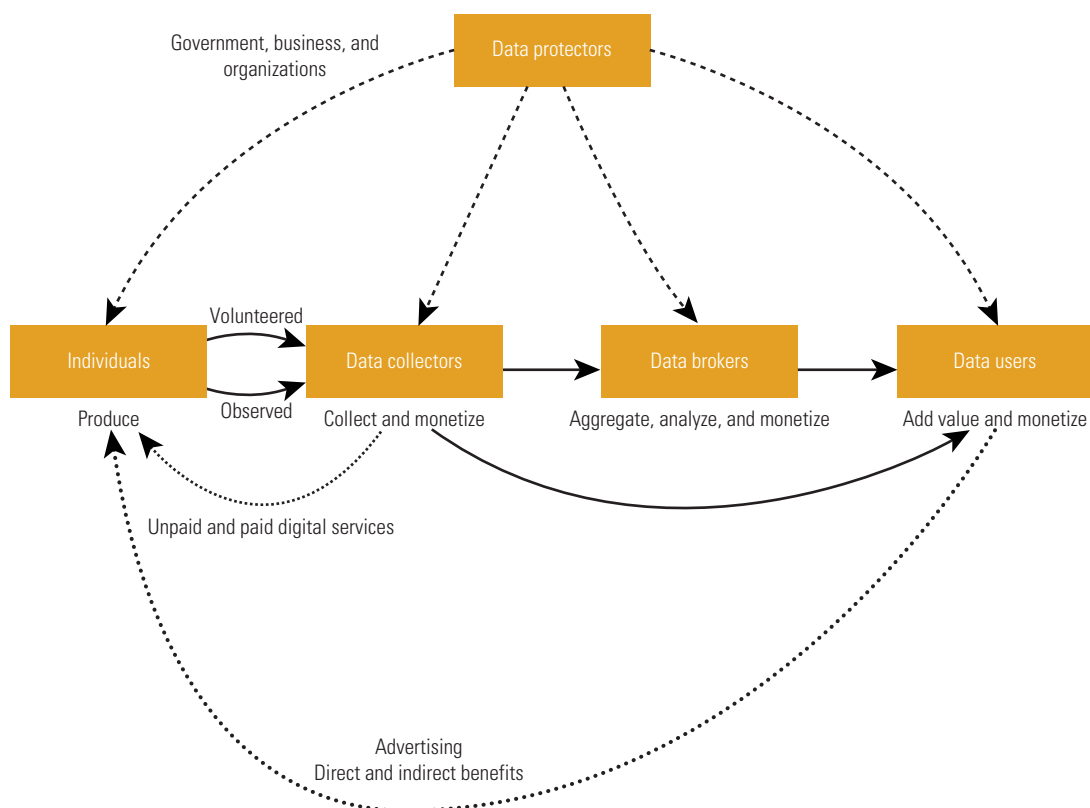 Government, business, and
organizations
Data protectors
Volunteered
Individuals
Data collectors
Data brokers
Data users
Observed
Produce
Collect and monetize
Aggregate, analyze, and monetize
Add value and monetize
Unpaid and paid digital services
Advertising
Direct and indirect benefits